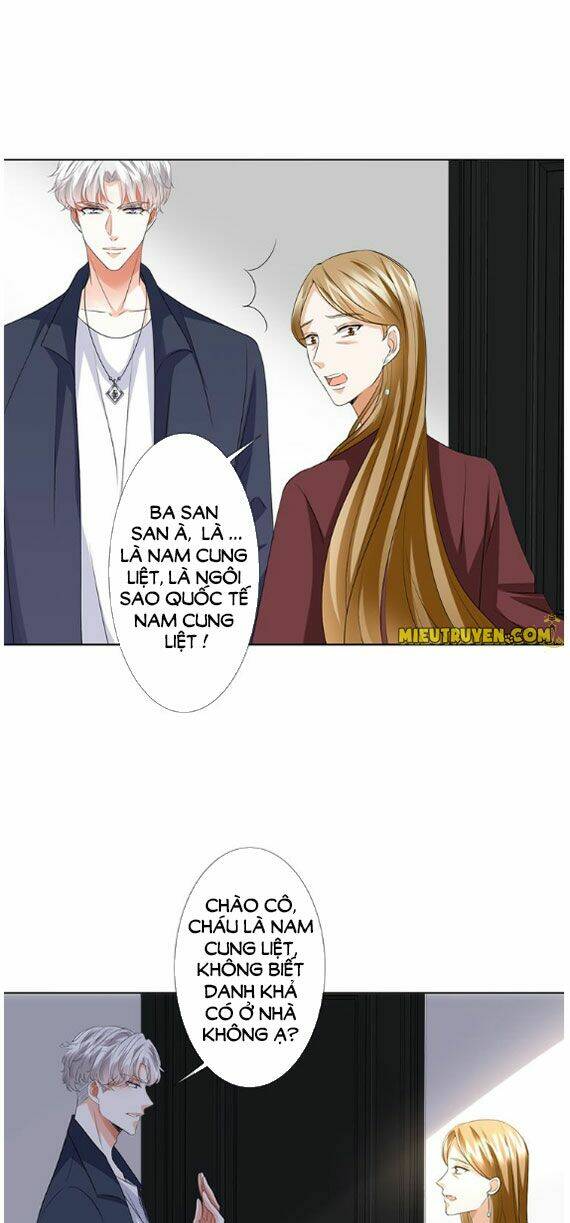 BA SAN
SAN À, LÀ ...
LÀ NAM CUNG
LIỆT, LÀ NGÔI
SAO QUỐC TẾ
NAM CUNG
LIỆT !
MIEUTRUYEN.COM
CHÀO CÔ,
CHÁU LÀ NAM
CUNG LIỆT,
KHÔNG BIẾT
DANH KHẢ
CÓ Ở NHÀ
KHÔNG Ạ?